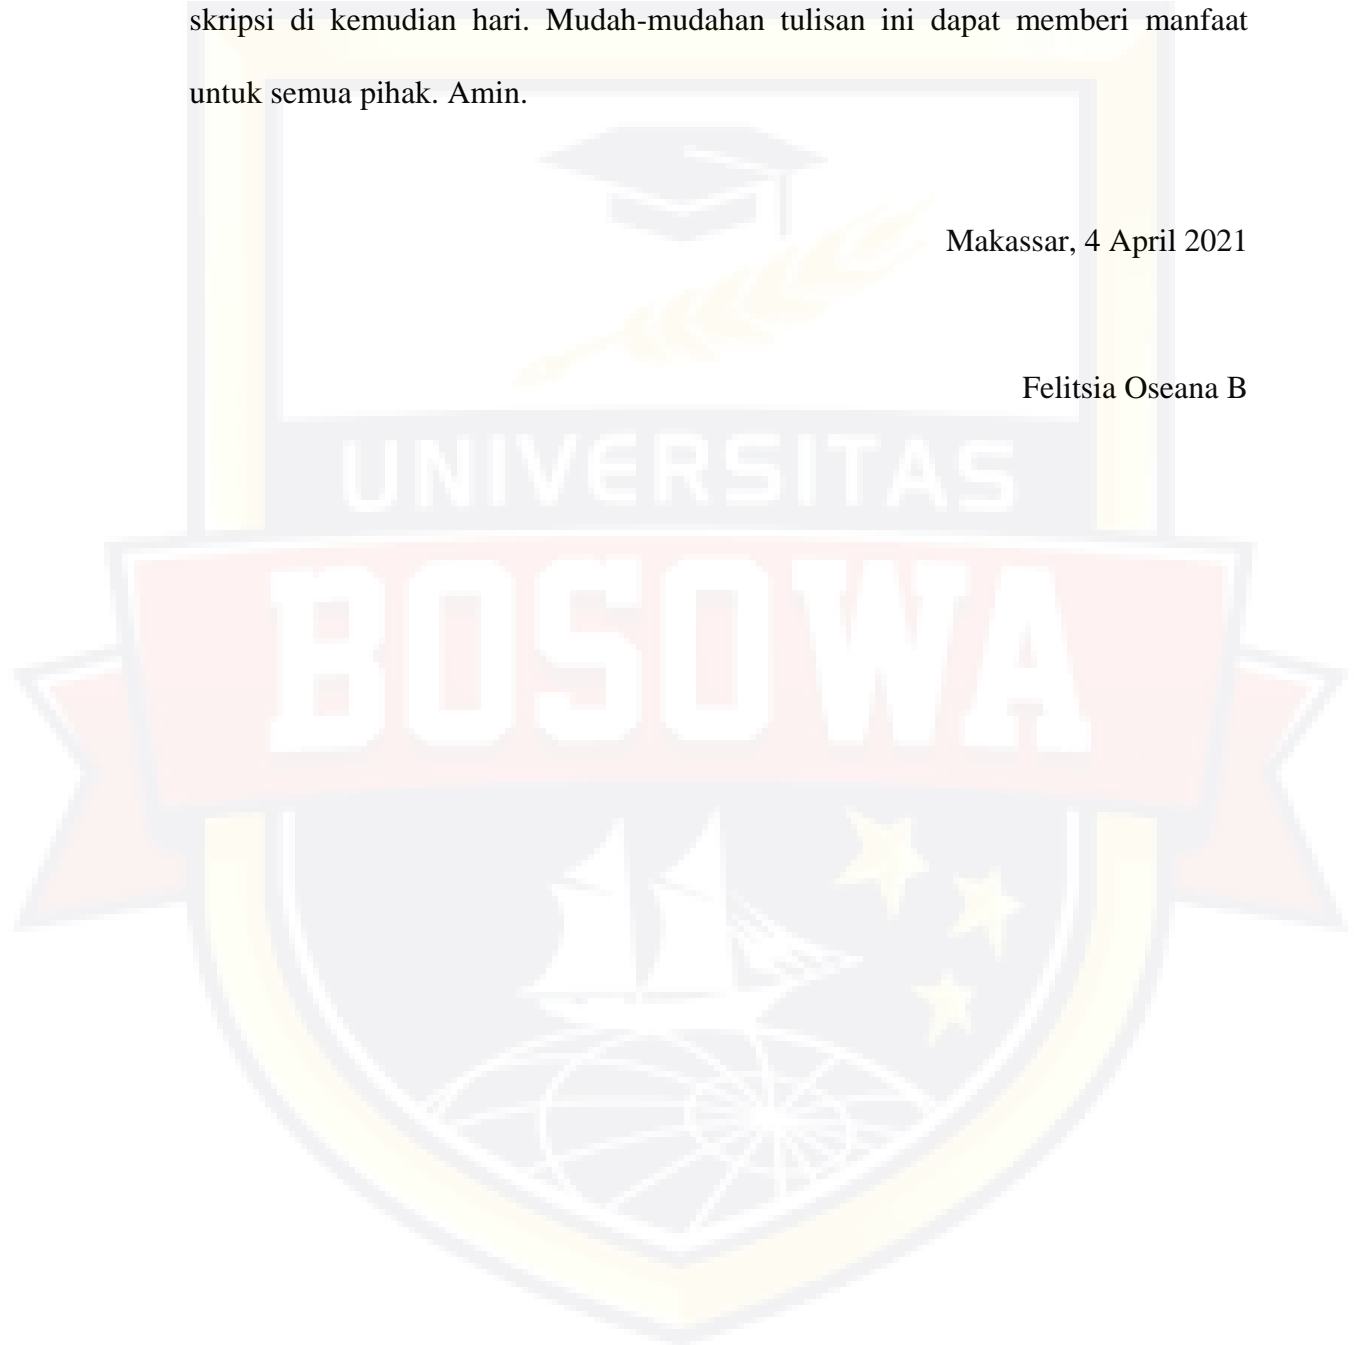 skripsi di kemudian hari. Mudah-mudahan tulisan ini dapat memberi manfaat
untuk semua pihak. Amin.
Makassar, 4 April 2021
Felitsia Oseana B
UNIVERSITAS
BOSOWA